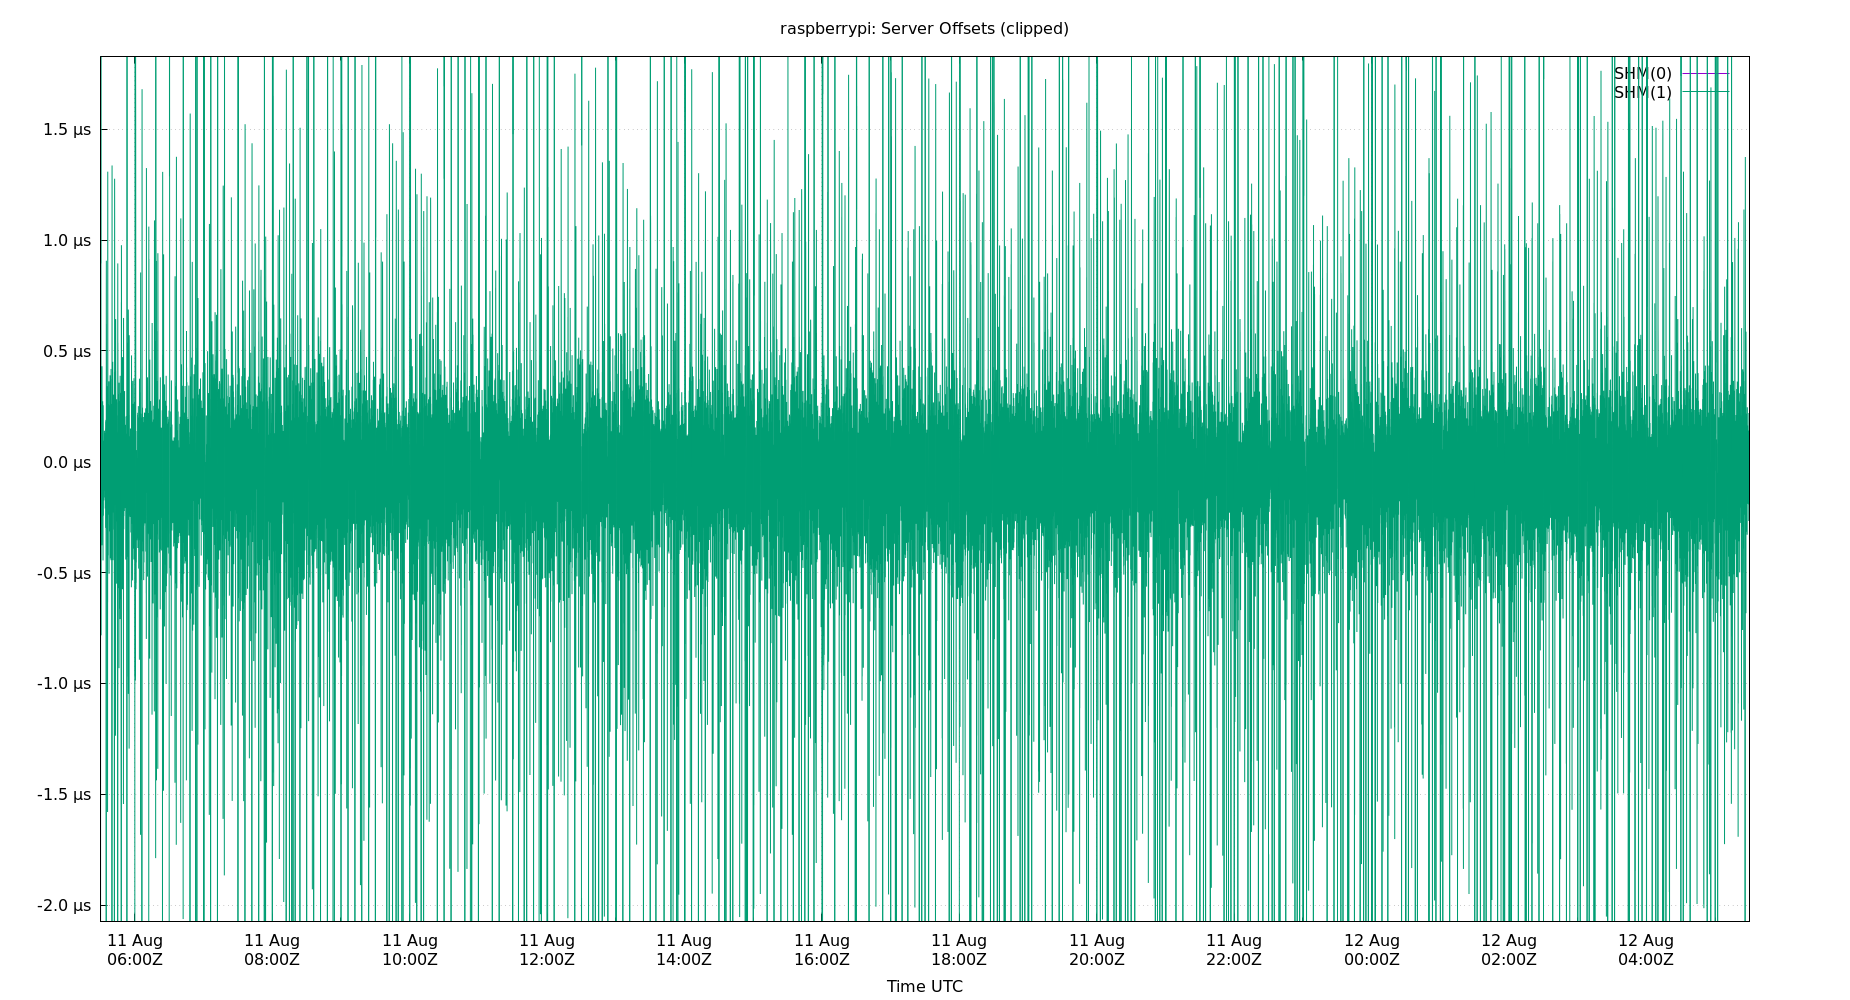 raspberrypi: Server Offsets (clipped)
SHM(0)
SHM(1)
1.5 µs
1.0 µs
0.5 µs
0.0 µs
-0.5 µs
-1.0 µs
-1.5 µs
-2.0 µs
11 Aug 11 Aug 11 Aug 11 Aug 11 Aug 11 Aug 11 Aug 11 Aug 11 Aug 12 Aug 12 Aug 12 Aug
06:00Z 08:00Z 10:00Z 12:00Z 14:00Z 16:00Z 18:00Z 20:00Z 22:00Z 00:00Z 02:00Z 04:00Z
Time UTC